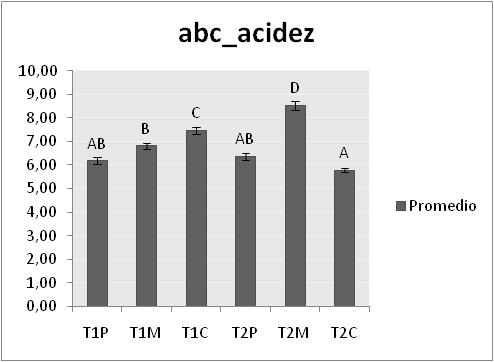 abc_acidez
10,00
9,00
8,00
7,00
6,00
5,00
4,00
3,00
2,00
1,00
0,00
AB
B
C
AB
D
A
T1P T1M T1C T2P T2M T2C
Promedio